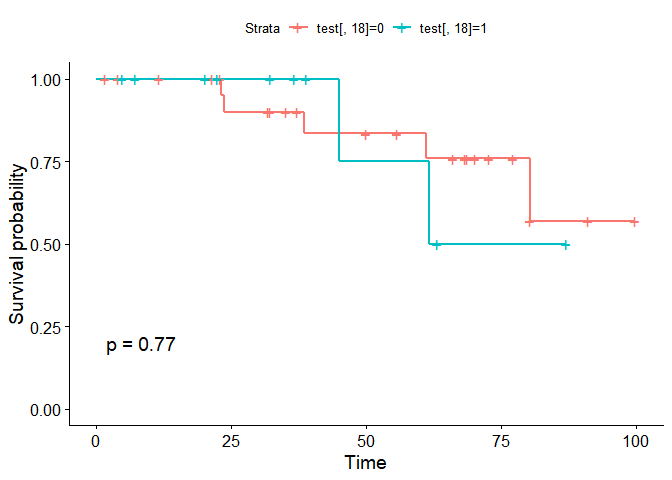 Strata test[, 18]=0 test[, 18]=1
Survival probability
1.00
0.75
0.50
0.25
0.00
p = 0.77
0 25 50 75 100
Time